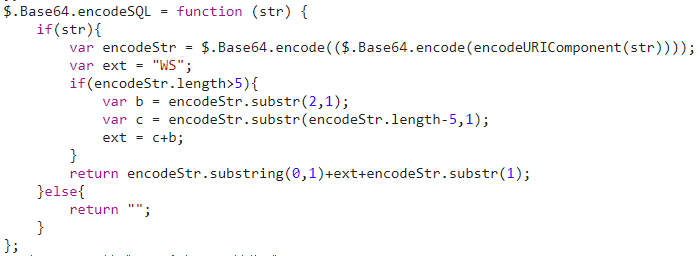 $.Base64.encodeSQL = function (str) {
    if(str){
        var encodeStr = $.Base64.encode(($.Base64.encode(encodeURIComponent(str))));
        var ext = "WS";
        if(encodeStr.length>5){
            var b = encodeStr.substr(2,1);
            var c = encodeStr.substr(encodeStr.length-5,1);
            ext = c+b;
        }
        return encodeStr.substring(0,1)+ext+encodeStr.substr(1);
    }else{
        return "";
    }
};